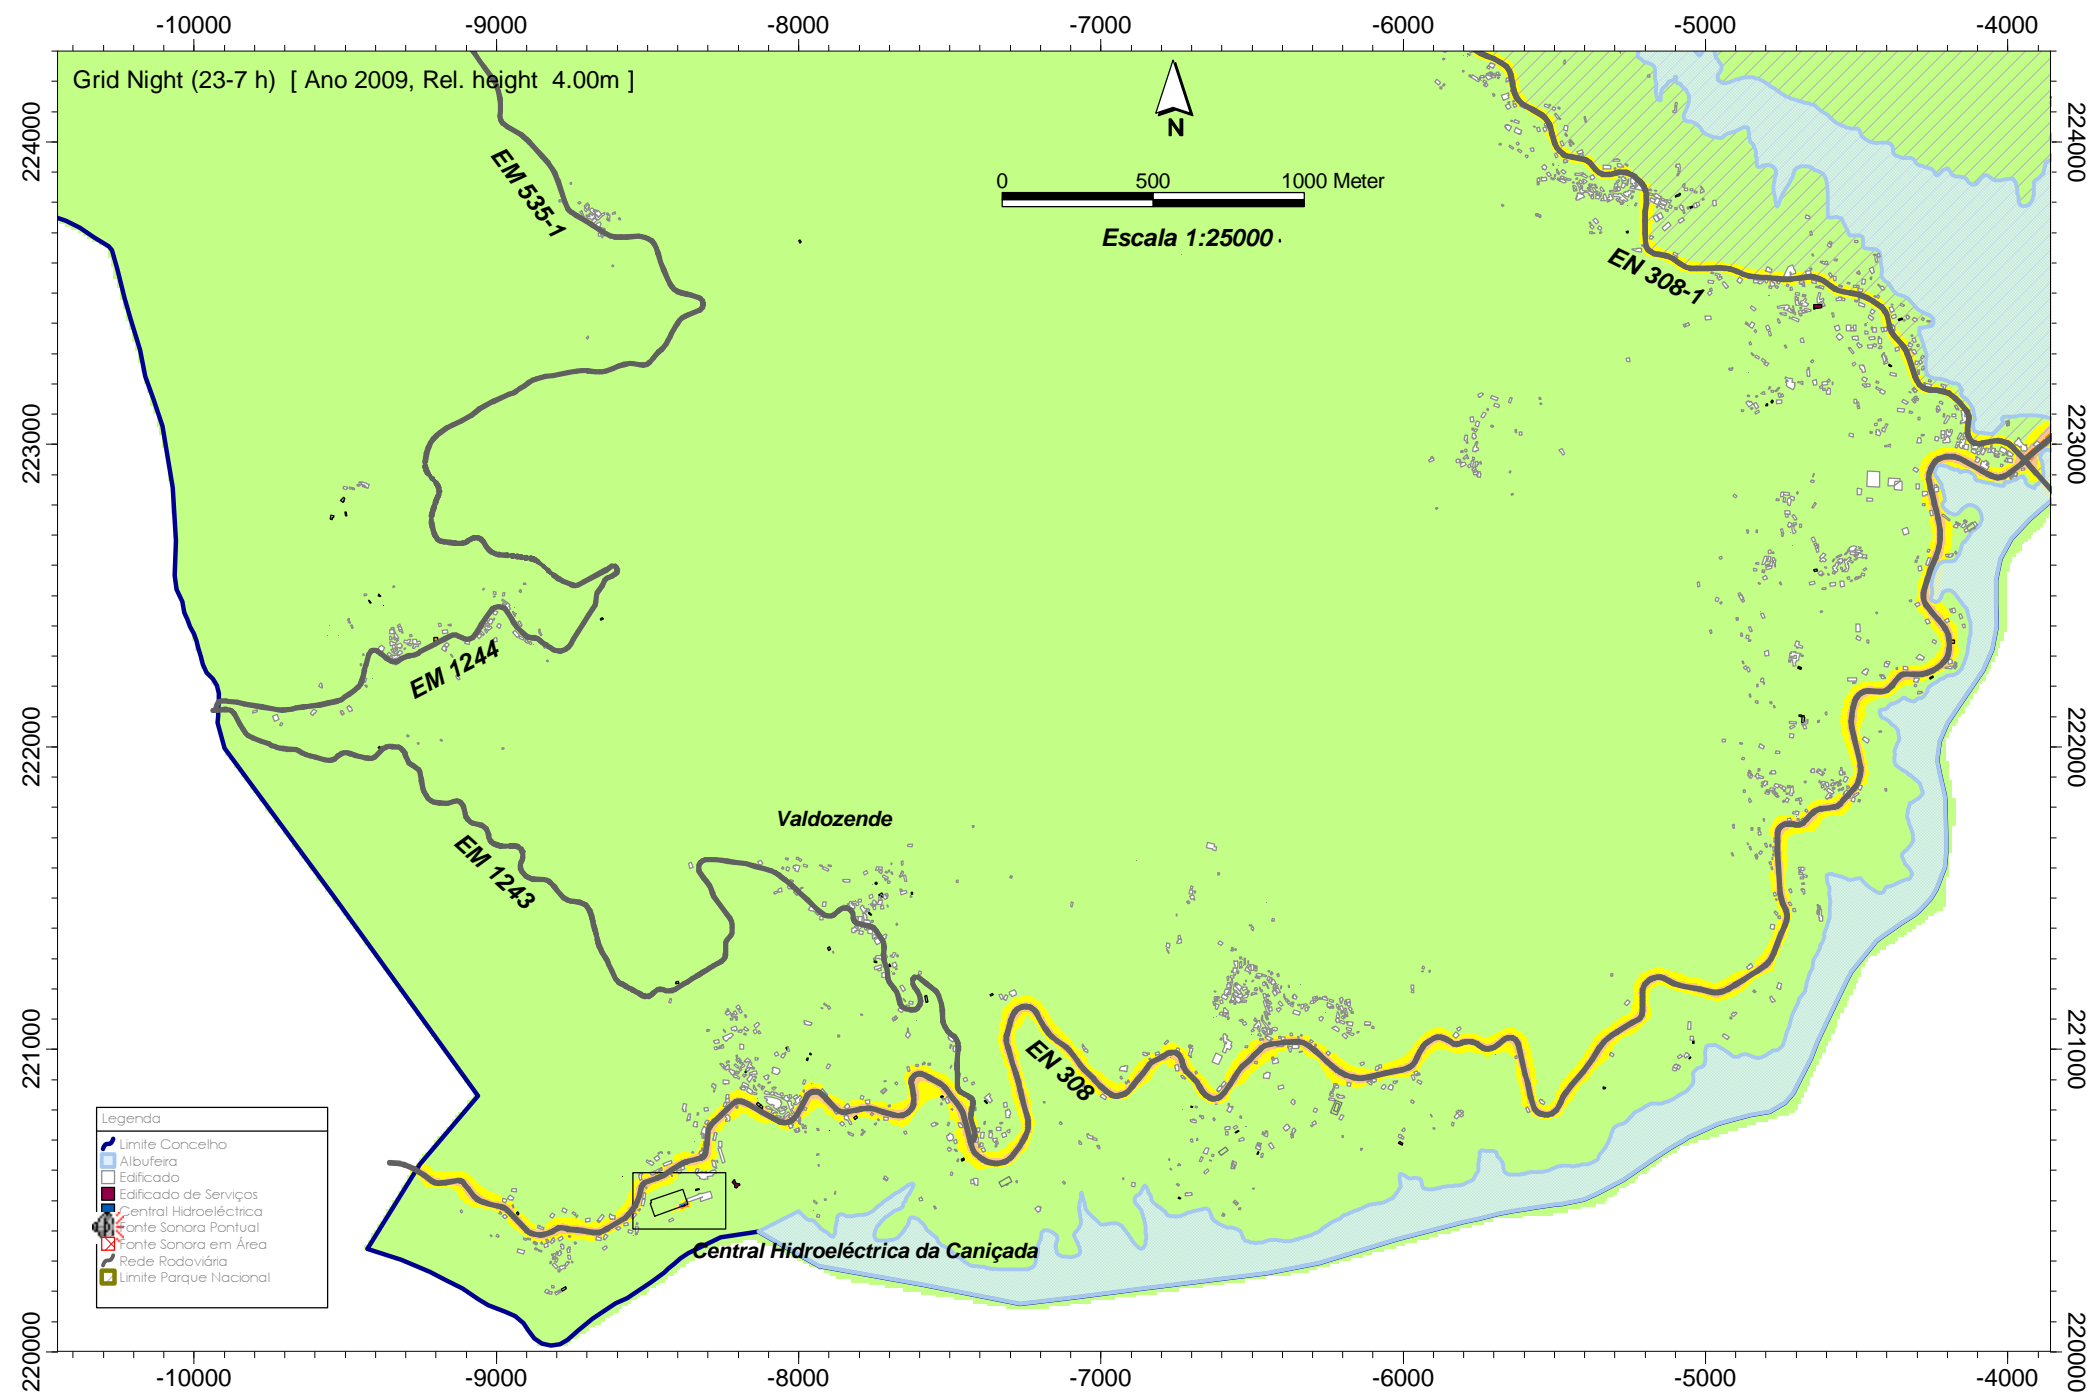 -10000 -9000 -8000 -7000 -6000 -5000 -4000
Grid Night (23-7 h) [ Ano 2009, Rel. height 4.00m ]
N
0 500 1000 Meter
Escala 1:25000
224000 224000
EM 535-1
EN 308-1
223000 223000
EM 1244
222000 222000
Valdozende
EM 1243
221000 221000
EN 308
Legenda
Limite Concelho
Albufeira
Edificado
Edificado de Serviços
Central Hidroeléctrica
Fonte Sonora Pontual
Fonte Sonora em Área
Rede Rodoviária
Limite Parque Nacional
Central Hidroeléctrica da Caniçada
220000 220000
-10000 -9000 -8000 -7000 -6000 -5000 -4000